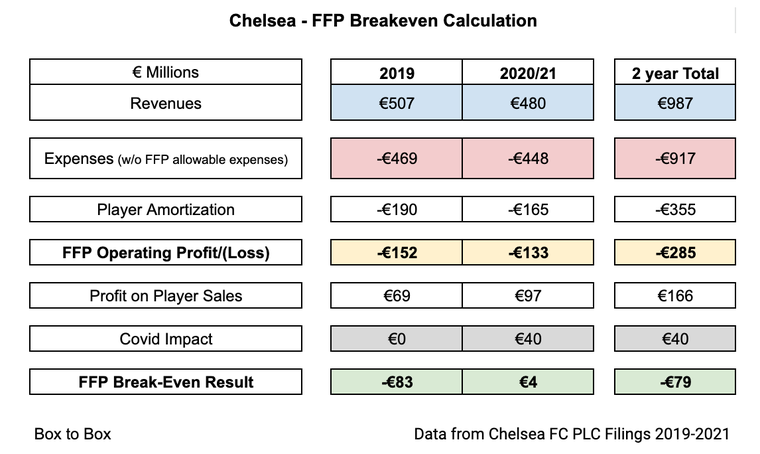 Chelsea - FFP Breakeven Calculation
€ Millions 2019 2020/21 2 year Total
Revenues €507 €480 €987
Expenses (w/o FFP allowable expenses) -€469 -€448 -€917
Player Amortization -€190 -€165 -€355
FFP Operating Profit/(Loss) -€152 -€133 -€285
Profit on Player Sales €69 €97 €166
Covid Impact €0 €40 €40
FFP Break-Even Result -€83 €4 -€79
Box to Box Data from Chelsea FC PLC Filings 2019-2021